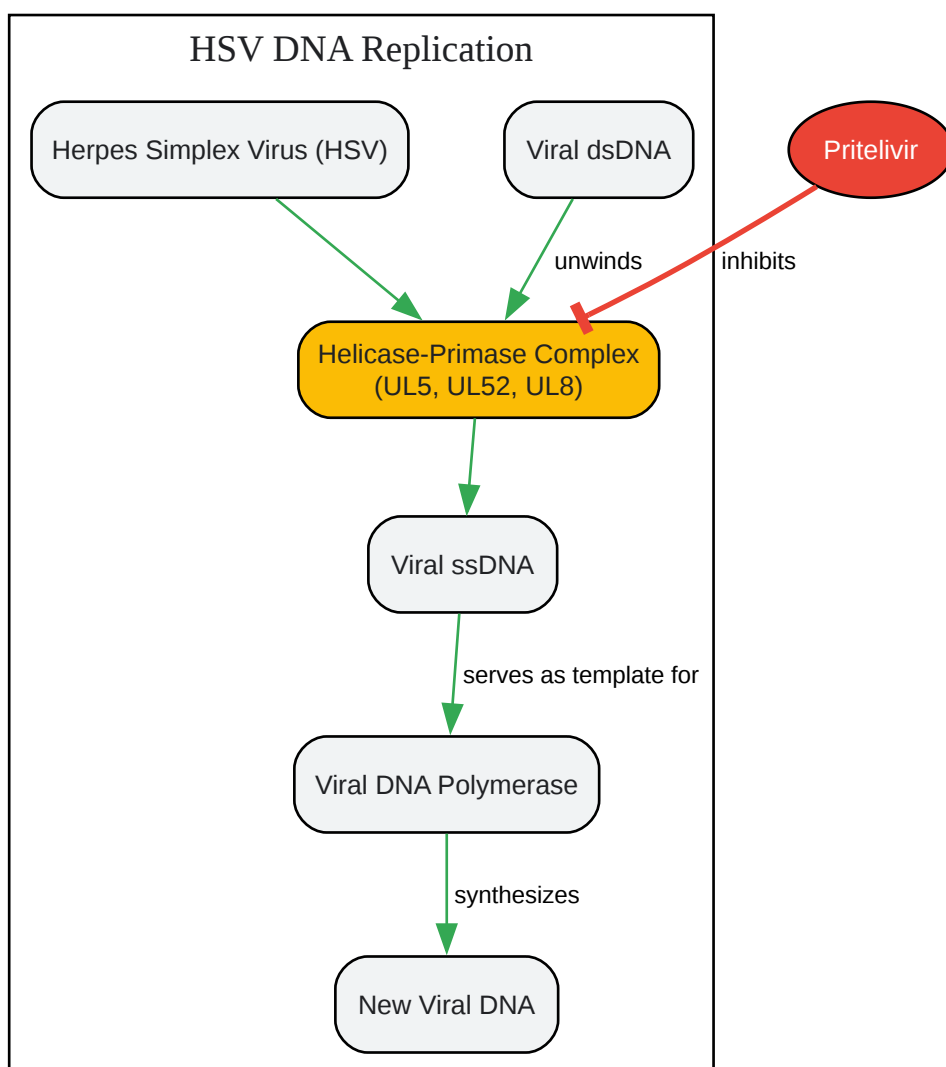 HSV DNA Replication
Herpes Simplex Virus (HSV)
Viral dsDNA
Pritelivir
unwinds
inhibits
Helicase-Primase Complex
(UL5, UL52, UL8)
Viral ssDNA
serves as template for
Viral DNA Polymerase
synthesizes
New Viral DNA